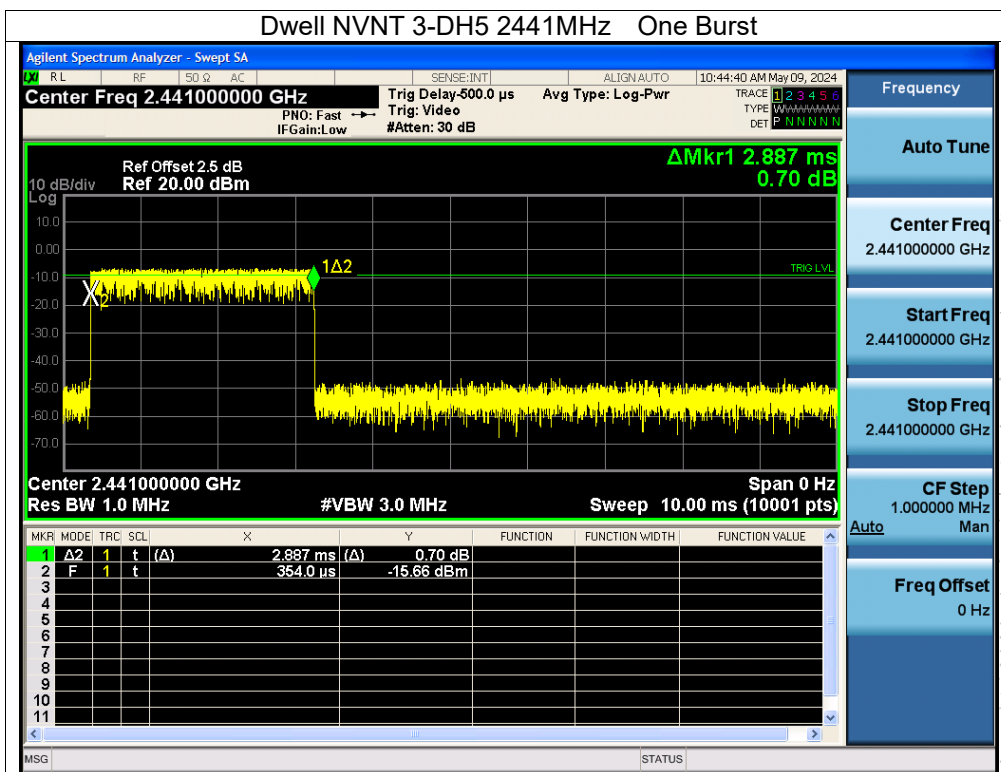 Dwell NVNT 3-DH5 2441MHz One Burst
Agilent Spectrum Analyzer - Swept SA
LXI RL RF 50 Ω AC SENSE:INT ALIGN AUTO 10:44:40 AM May 09, 2024
Center Freq 2.441000000 GHz Trig Delay-500.0 µs Avg Type: Log-Pwr TRACE 1 2 3 4 5 6
PNO: Fast Trig: Video TYPE WWWWWW
IFGain:Low #Atten: 30 dB DET P N N N N N
ΔMkr1 2.887 ms
0.70 dB
Ref Offset 2.5 dB
10 dB/div Ref 20.00 dBm
Log
10.0
0.00
-10.0
-20.0
-30.0
-40.0
-50.0
-60.0
-70.0
1Δ2
TRIG LVL
X2
Center 2.441000000 GHz Span 0 Hz
Res BW 1.0 MHz #VBW 3.0 MHz Sweep 10.00 ms (10001 pts)
MKR MODE TRC SCL X Y FUNCTION FUNCTION WIDTH FUNCTION VALUE
1 Δ2 1 t (Δ) 2.887 ms (Δ) 0.70 dB
2 F 1 t 354.0 µs -15.66 dBm
3
4
5
6
7
8
9
10
11
MSG STATUS
Frequency
Auto Tune
Center Freq
2.441000000 GHz
Start Freq
2.441000000 GHz
Stop Freq
2.441000000 GHz
CF Step
1.000000 MHz
Auto Man
Freq Offset
0 Hz